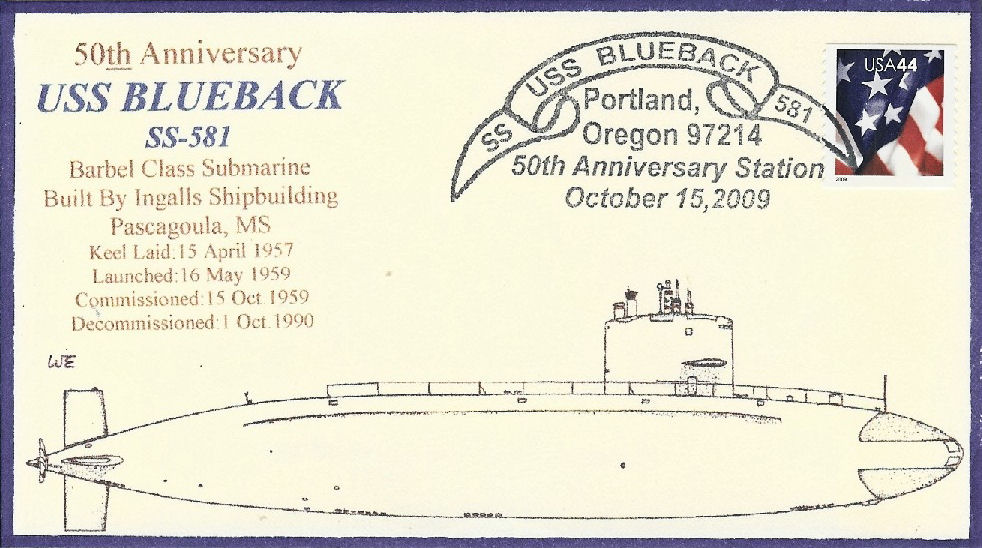 50th Anniversary
USS BLUEBACK
SS-581
Barbel Class Submarine
Built By Ingalls Shipbuilding
Pascagoula, MS
Keel Laid:15 April 1957
Launched:16 May 1959
Commissioned:15 Oct. 1959
Decommissioned:1 Oct. 1990
WE
SS USS BLUEBACK 581
Portland,
Oregon 97214
50th Anniversary Station
October 15,2009
USA44
2009